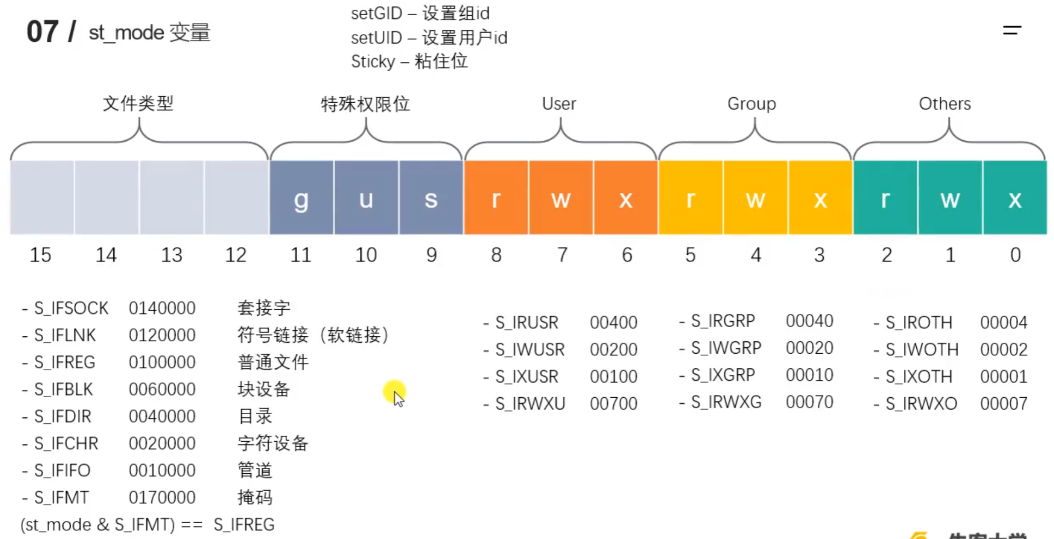 07 / st_mode 变量
setGID – 设置组id
setUID – 设置用户id
Sticky – 粘住位
文件类型 特殊权限位 User Group Others
g u s r w x r w x r w x
15 14 13 12 11 10 9 8 7 6 5 4 3 2 1 0
- S_IFSOCK 0140000 套接字
- S_IFLNK 0120000 符号链接（软链接）
- S_IFREG 0100000 普通文件
- S_IFBLK 0060000 块设备
- S_IFDIR 0040000 目录
- S_IFCHR 0020000 字符设备
- S_IFIFO 0010000 管道
- S_IFMT 0170000 掩码
(st_mode & S_IFMT) == S_IFREG
- S_IRUSR 00400
- S_IWUSR 00200
- S_IXUSR 00100
- S_IRWXU 00700
- S_IRGRP 00040
- S_IWGRP 00020
- S_IXGRP 00010
- S_IRWXG 00070
- S_IROTH 00004
- S_IWOTH 00002
- S_IXOTH 00001
- S_IRWXO 00007